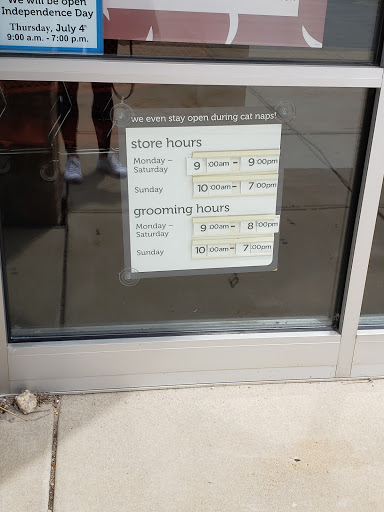 We will be open
Independence Day
Thursday, July 4
9:00 a.m. - 7:00 p.m.
we even stay open during cat naps!
store hours
Monday – Saturday 9:00am – 9:00pm
Sunday 10:00am – 7:00pm
grooming hours
Monday – Saturday 9:00am – 8:00pm
Sunday 10:00am – 7:00pm